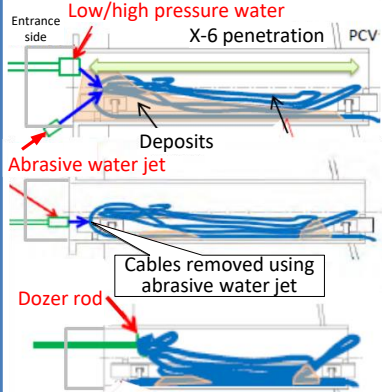 Entrance
side
Low/high pressure water
X-6 penetration
PCV
Deposits
Abrasive water jet
Cables removed using
abrasive water jet
Dozer rod